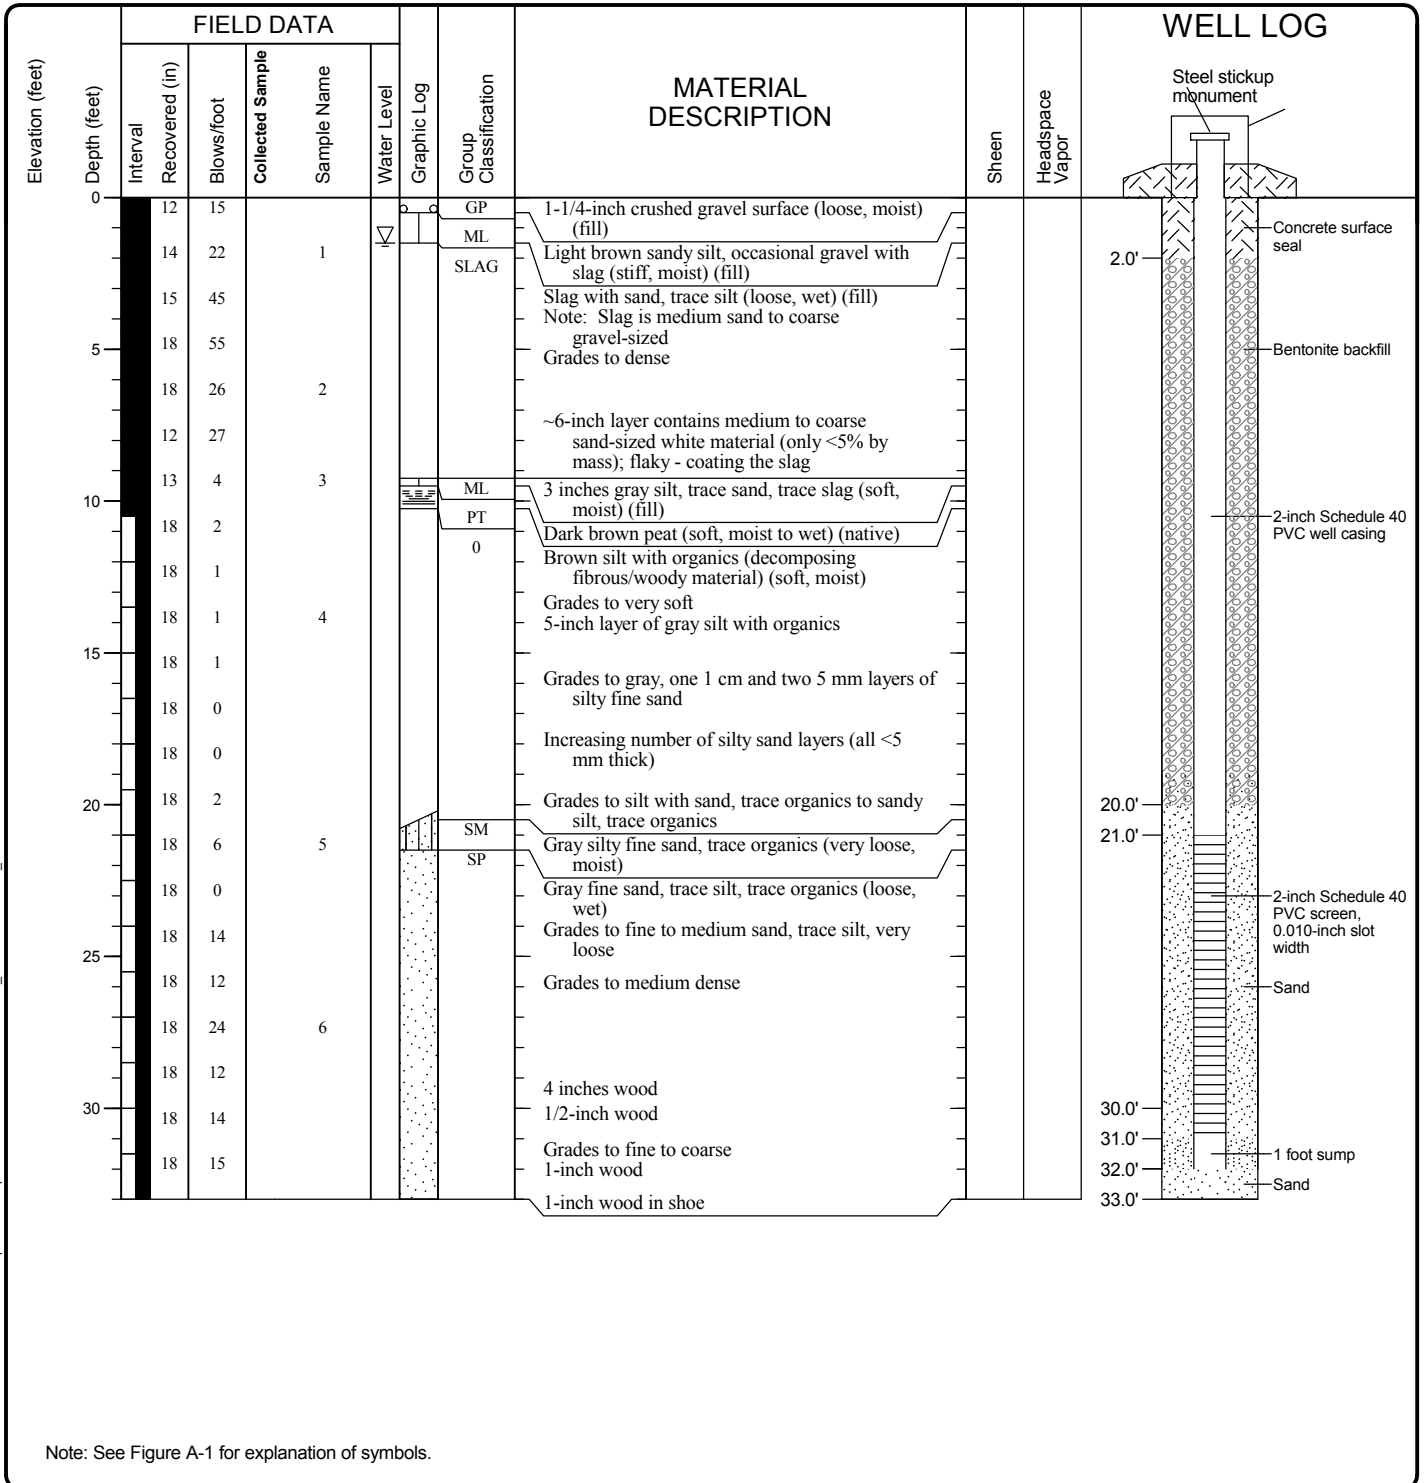 FIELD DATA
WELL LOG
Elevation (feet)
Depth (feet)
Interval
Recovered (in)
Blows/foot
Collected Sample
Sample Name
Water Level
Graphic Log
Group
Classification
MATERIAL
DESCRIPTION
Sheen
Headspace
Vapor
Steel stickup
monument
0
12 15
GP
1-1/4-inch crushed gravel surface (loose, moist)
(fill)
ML
Concrete surface
seal
14 22 1
SLAG
Light brown sandy silt, occasional gravel with
slag (stiff, moist) (fill)
2.0'
15 45
Slag with sand, trace silt (loose, wet) (fill)
Note: Slag is medium sand to coarse
gravel-sized
18 55
5
Grades to dense
Bentonite backfill
18 26 2
~6-inch layer contains medium to coarse
sand-sized white material (only <5% by
mass); flaky - coating the slag
12 27
13 4 3
ML
3 inches gray silt, trace sand, trace slag (soft,
moist) (fill)
10
PT
2-inch Schedule 40
PVC well casing
18 2
Dark brown peat (soft, moist to wet) (native)
0
Brown silt with organics (decomposing
fibrous/woody material) (soft, moist)
18 1
Grades to very soft
18 1 4
5-inch layer of gray silt with organics
15
18 1
Grades to gray, one 1 cm and two 5 mm layers of
silty fine sand
18 0
Increasing number of silty sand layers (all <5
mm thick)
18 0
18 2
20
Grades to silt with sand, trace organics to sandy
silt, trace organics
20.0'
SM
21.0'
18 6 5
Gray silty fine sand, trace organics (very loose,
moist)
SP
18 0
Gray fine sand, trace silt, trace organics (loose,
wet)
2-inch Schedule 40
PVC screen,
0.010-inch slot
width
18 14
Grades to fine to medium sand, trace silt, very
loose
25
18 12
Grades to medium dense
Sand
18 24 6
18 12
4 inches wood
30
1/2-inch wood
30.0'
18 14
31.0'
Grades to fine to coarse
1 foot sump
18 15
1-inch wood
32.0'
Sand
1-inch wood in shoe
33.0'
Note: See Figure A-1 for explanation of symbols.